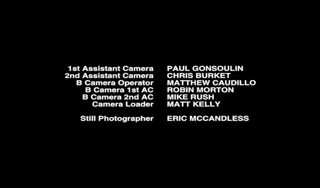 1st Assistant Camera PAUL GONSOULIN
2nd Assistant Camera CHRIS BURKET
B Camera Operator MATTHEW CAUDILLO
B Camera 1st AC ROBIN MORTON
B Camera 2nd AC MIKE RUSH
Camera Loader MATT KELLY
Still Photographer ERIC MCCANDLESS